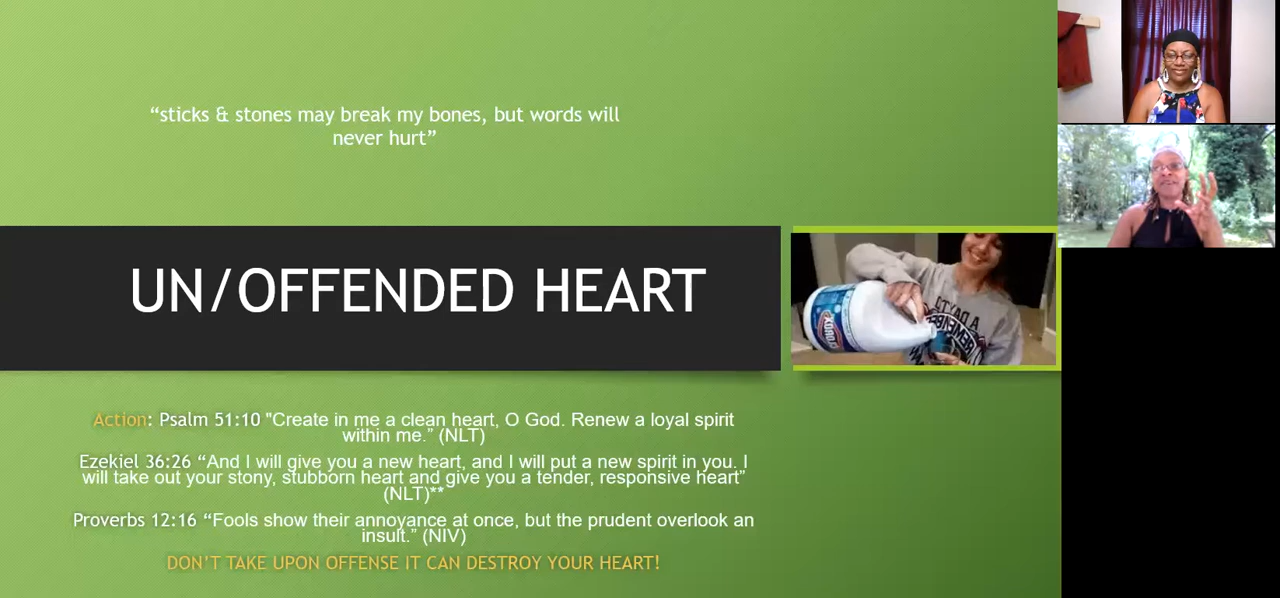 “sticks & stones may break my bones, but words will
never hurt”
UN/OFFENDED HEART
Action: Psalm 51:10 "Create in me a clean heart, O God. Renew a loyal spirit
within me.” (NLT)
Ezekiel 36:26 “And I will give you a new heart, and I will put a new spirit in you. I
will take out your stony, stubborn heart and give you a tender, responsive heart”
(NLT)**
Proverbs 12:16 “Fools show their annoyance at once, but the prudent overlook an
insult.” (NIV)
DON’T TAKE UPON OFFENSE IT CAN DESTROY YOUR HEART!